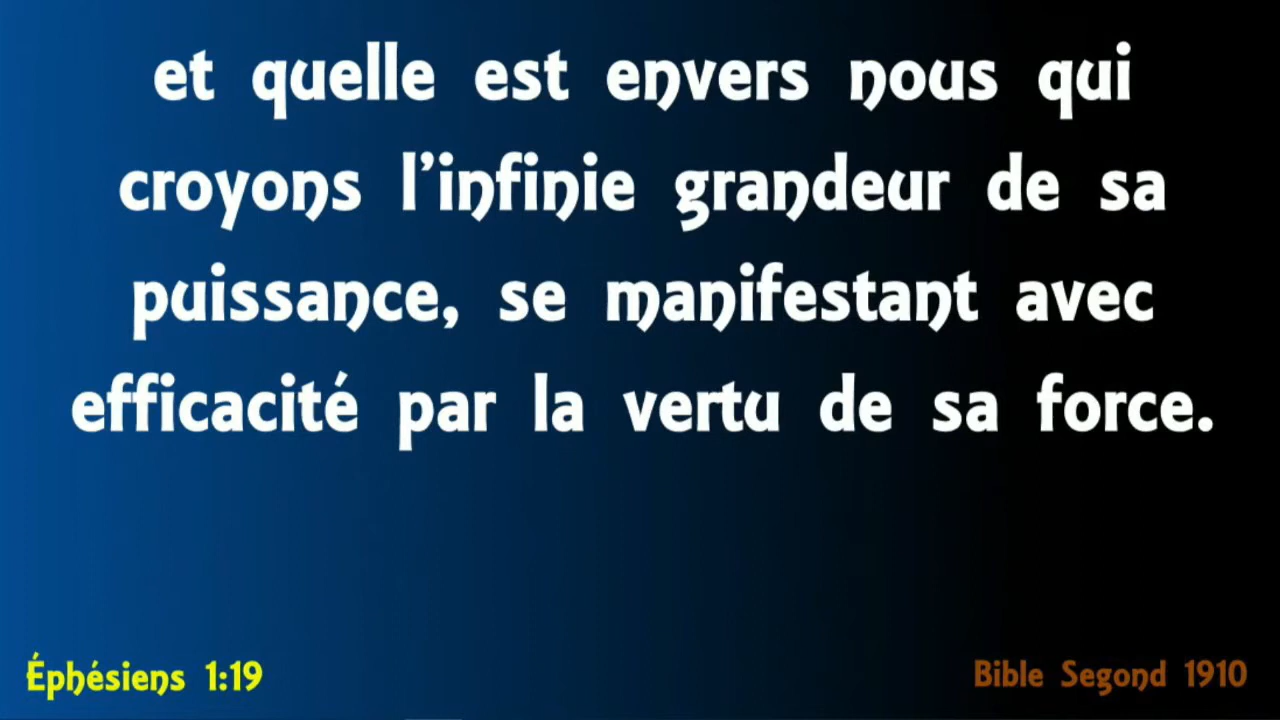 et quelle est envers nous qui
croyons l’infinie grandeur de sa
puissance, se manifestant avec
efficacité par la vertu de sa force.
Éphésiens 1:19
Bible Segond 1910